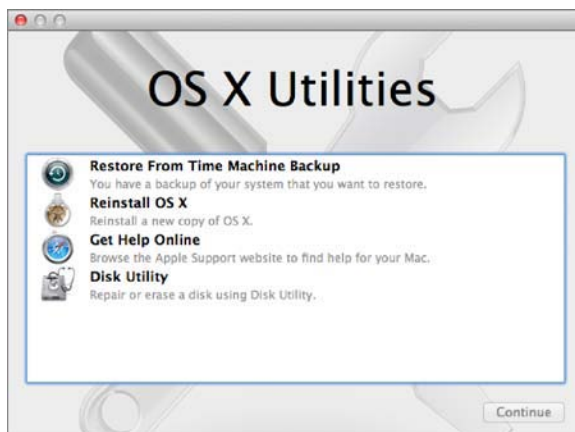 OS X Utilities
Restore From Time Machine Backup
You have a backup of your system that you want to restore.
Reinstall OS X
Reinstall a new copy of OS X.
Get Help Online
Browse the Apple Support website to find help for your Mac.
Disk Utility
Repair or erase a disk using Disk Utility.
Continue